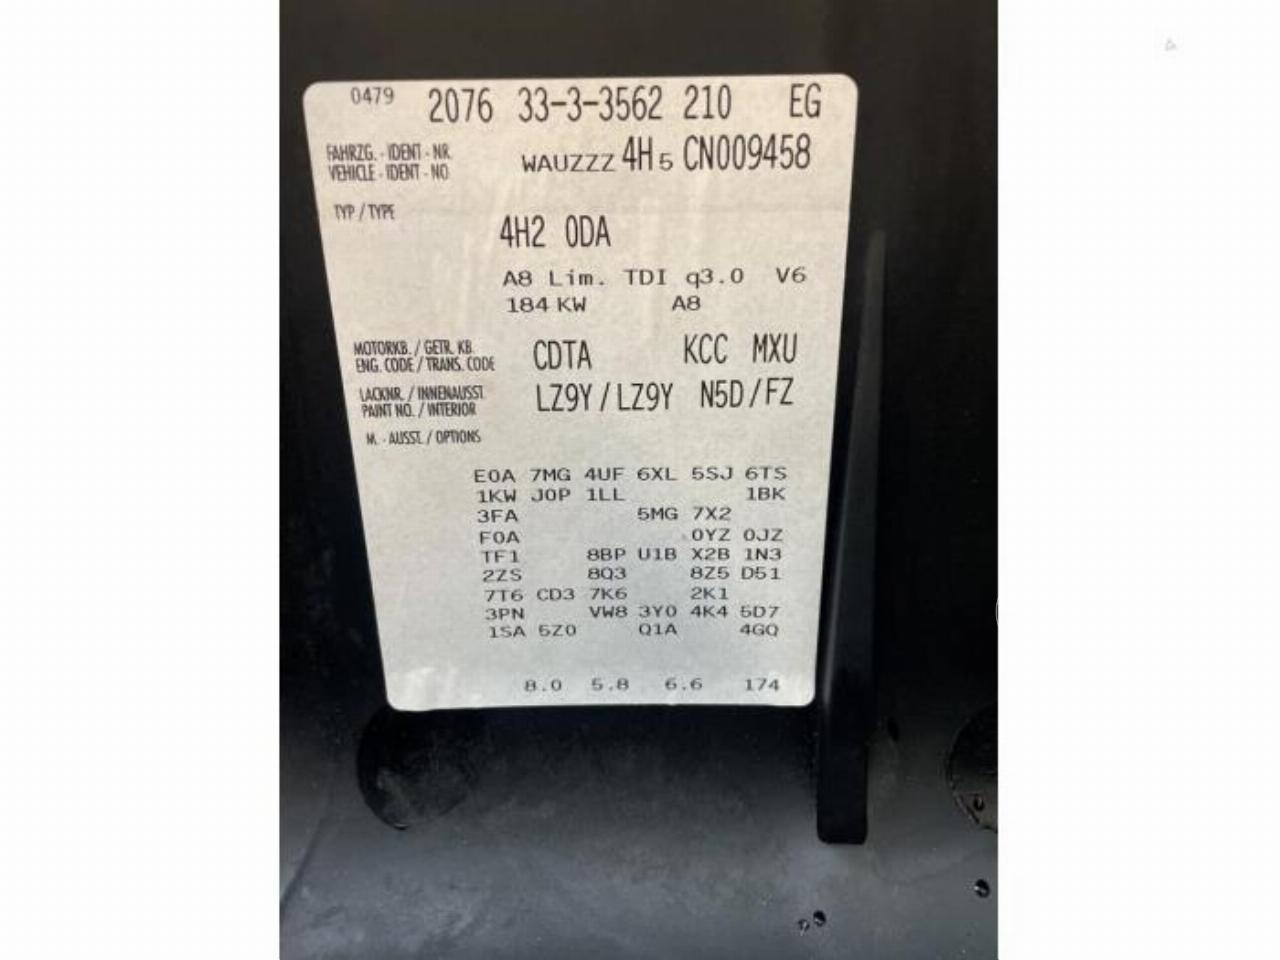 0479 2076 33-3-3562 210 EG
FAHRZG. - IDENT - NR.
VEHICLE - IDENT - NO
WAUZZZ 4H 5 CN009458
TYP / TYPE
4H2 0DA
A8 Lim. TDI q3.0 V6
184 KW A8
MOTORKB. / GETR. KB.
ENG. CODE / TRANS. CODE
CDTA KCC MXU
LACKNR. / INNENAUSST.
PAINT NO. / INTERIOR
LZ9Y / LZ9Y N5D / FZ
M. - AUSST. / OPTIONS
E0A 7MG 4UF 6XL 5SJ 6TS
1KW J0P 1LL 1BK
3FA 5MG 7X2
F0A 0YZ 0JZ
TF1 8BP U1B X2B 1N3
2ZS 8Q3 8Z5 D51
7T6 CD3 7K6 2K1
3PN VW8 3Y0 4K4 5D7
1SA 5Z0 Q1A 4GQ
8.0 5.8 6.6 174